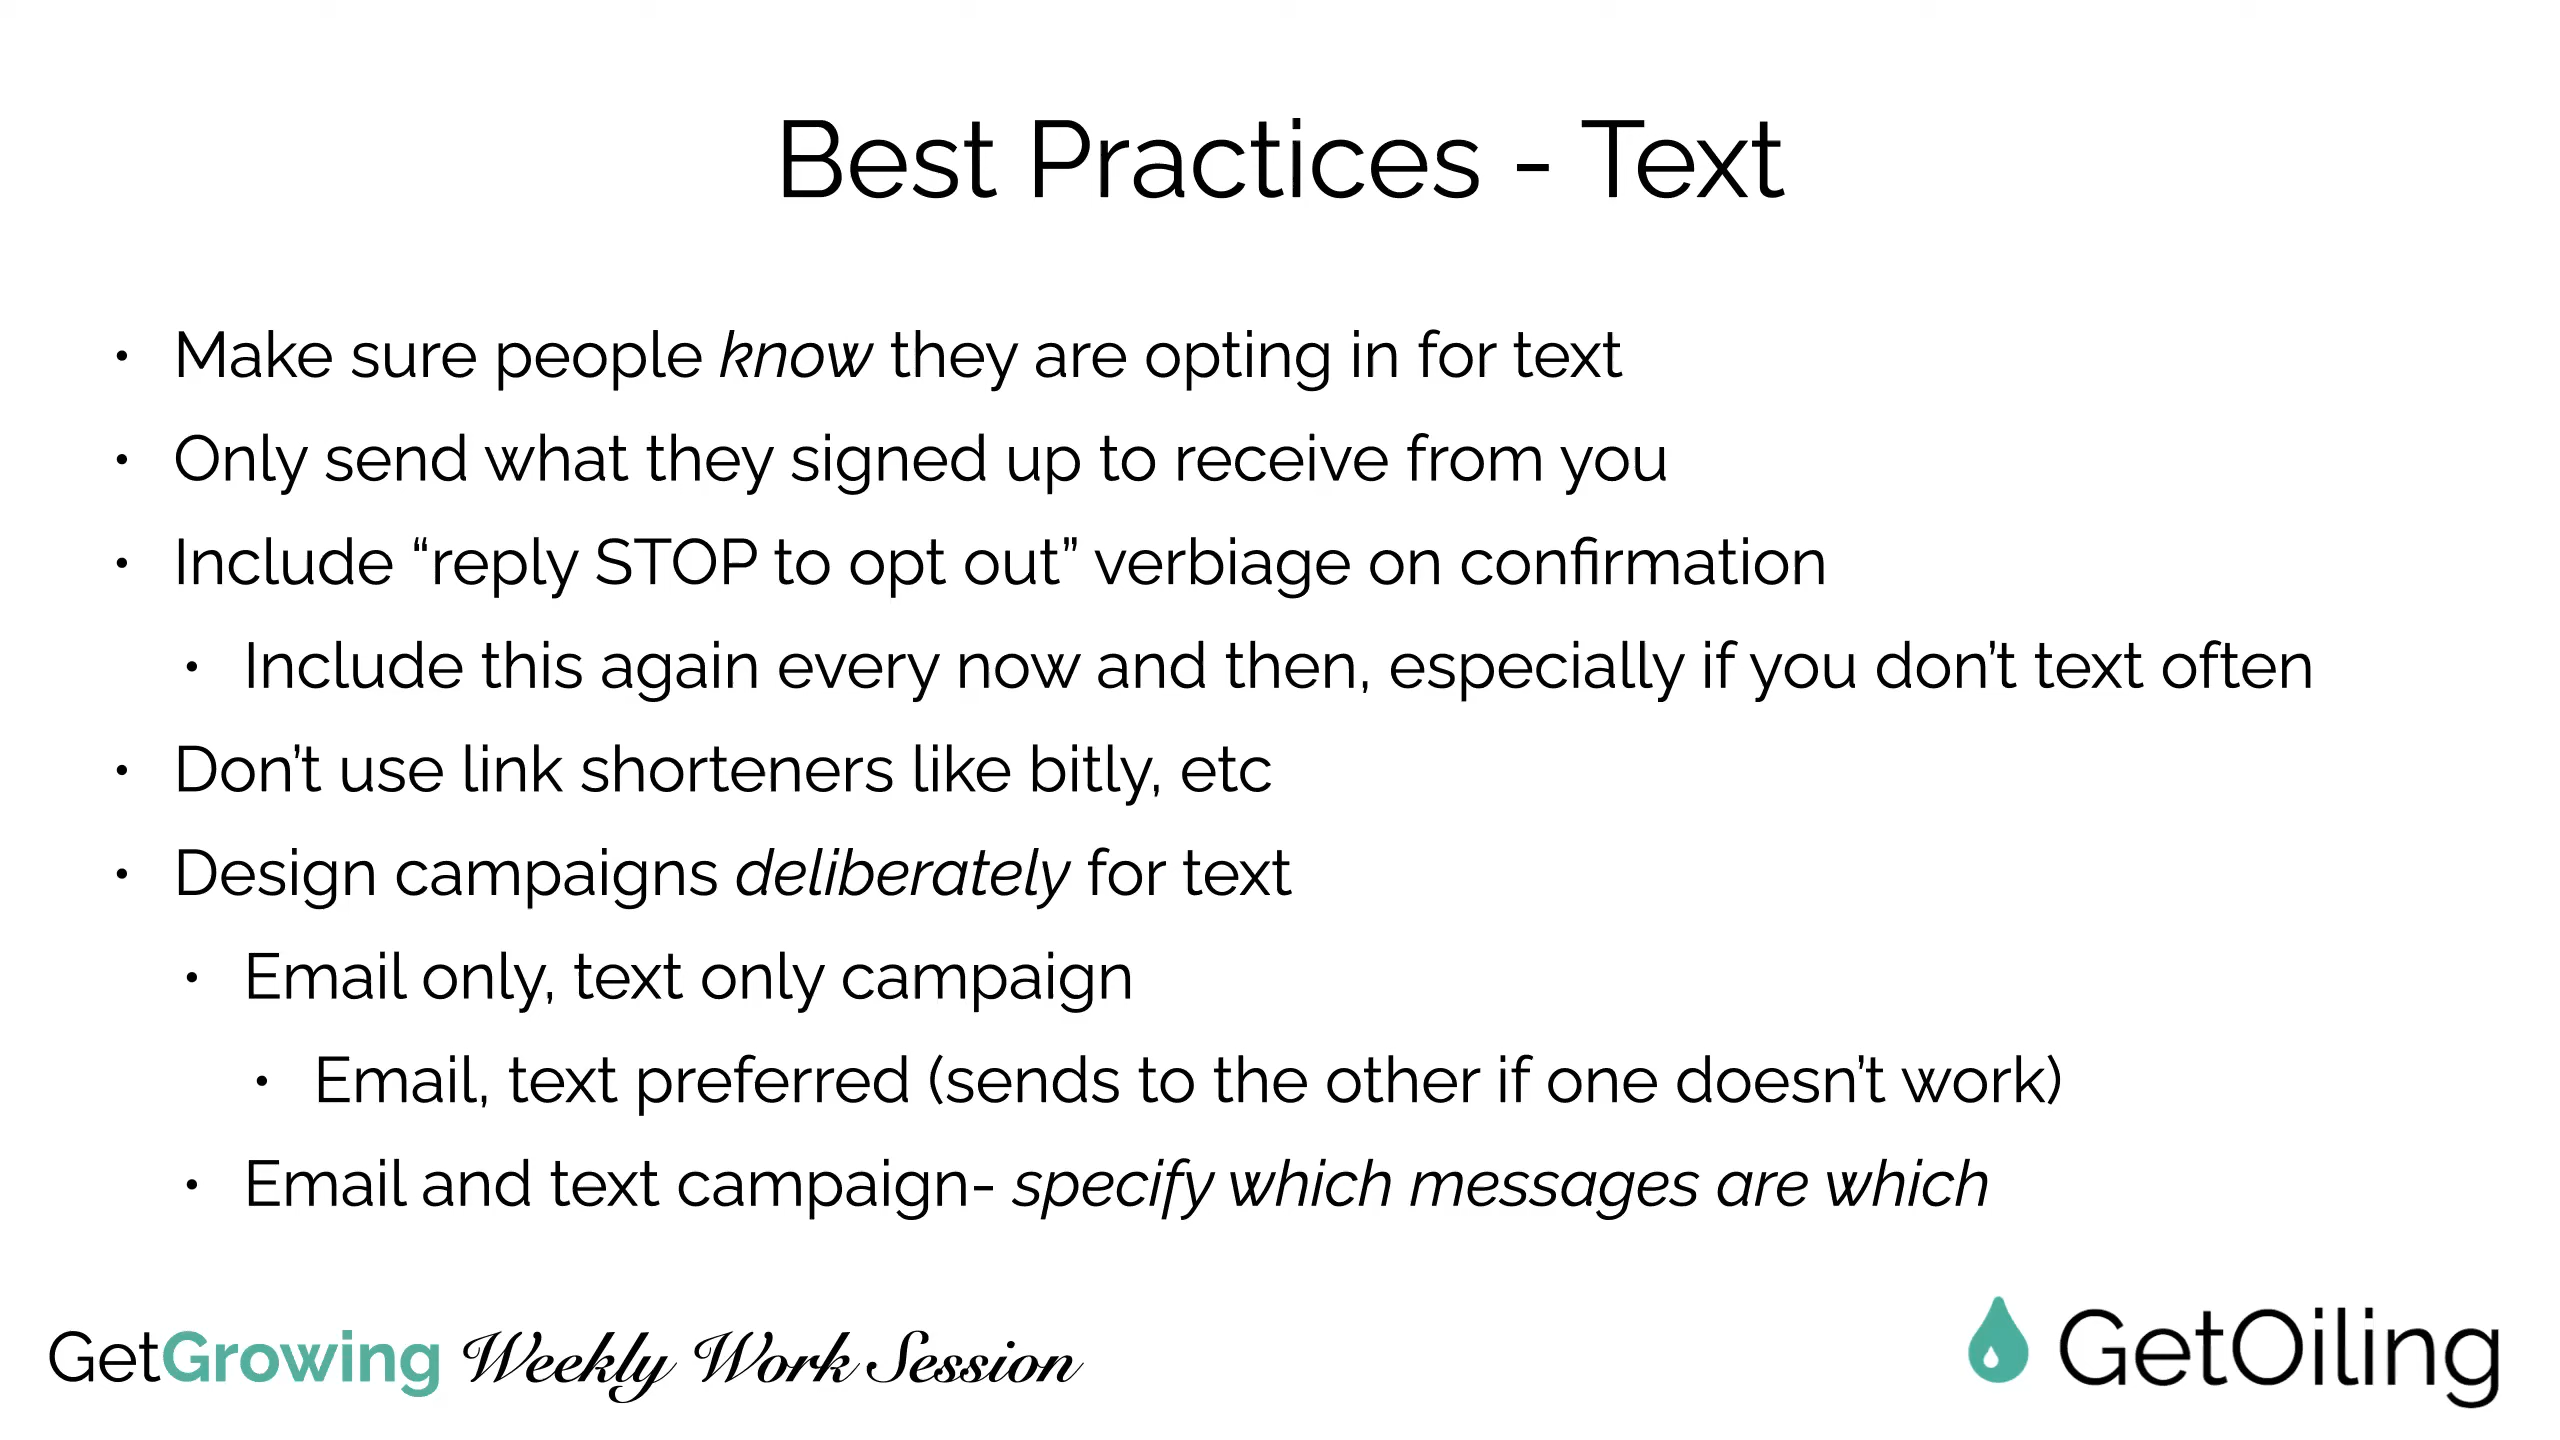 Best Practices - Text
• Make sure people know they are opting in for text
• Only send what they signed up to receive from you
• Include “reply STOP to opt out” verbiage on confirmation
• Include this again every now and then, especially if you don’t text often
• Don’t use link shorteners like bitly, etc
• Design campaigns deliberately for text
• Email only, text only campaign
• Email, text preferred (sends to the other if one doesn’t work)
• Email and text campaign- specify which messages are which
GetGrowing Weekly Work Session
GetOiling